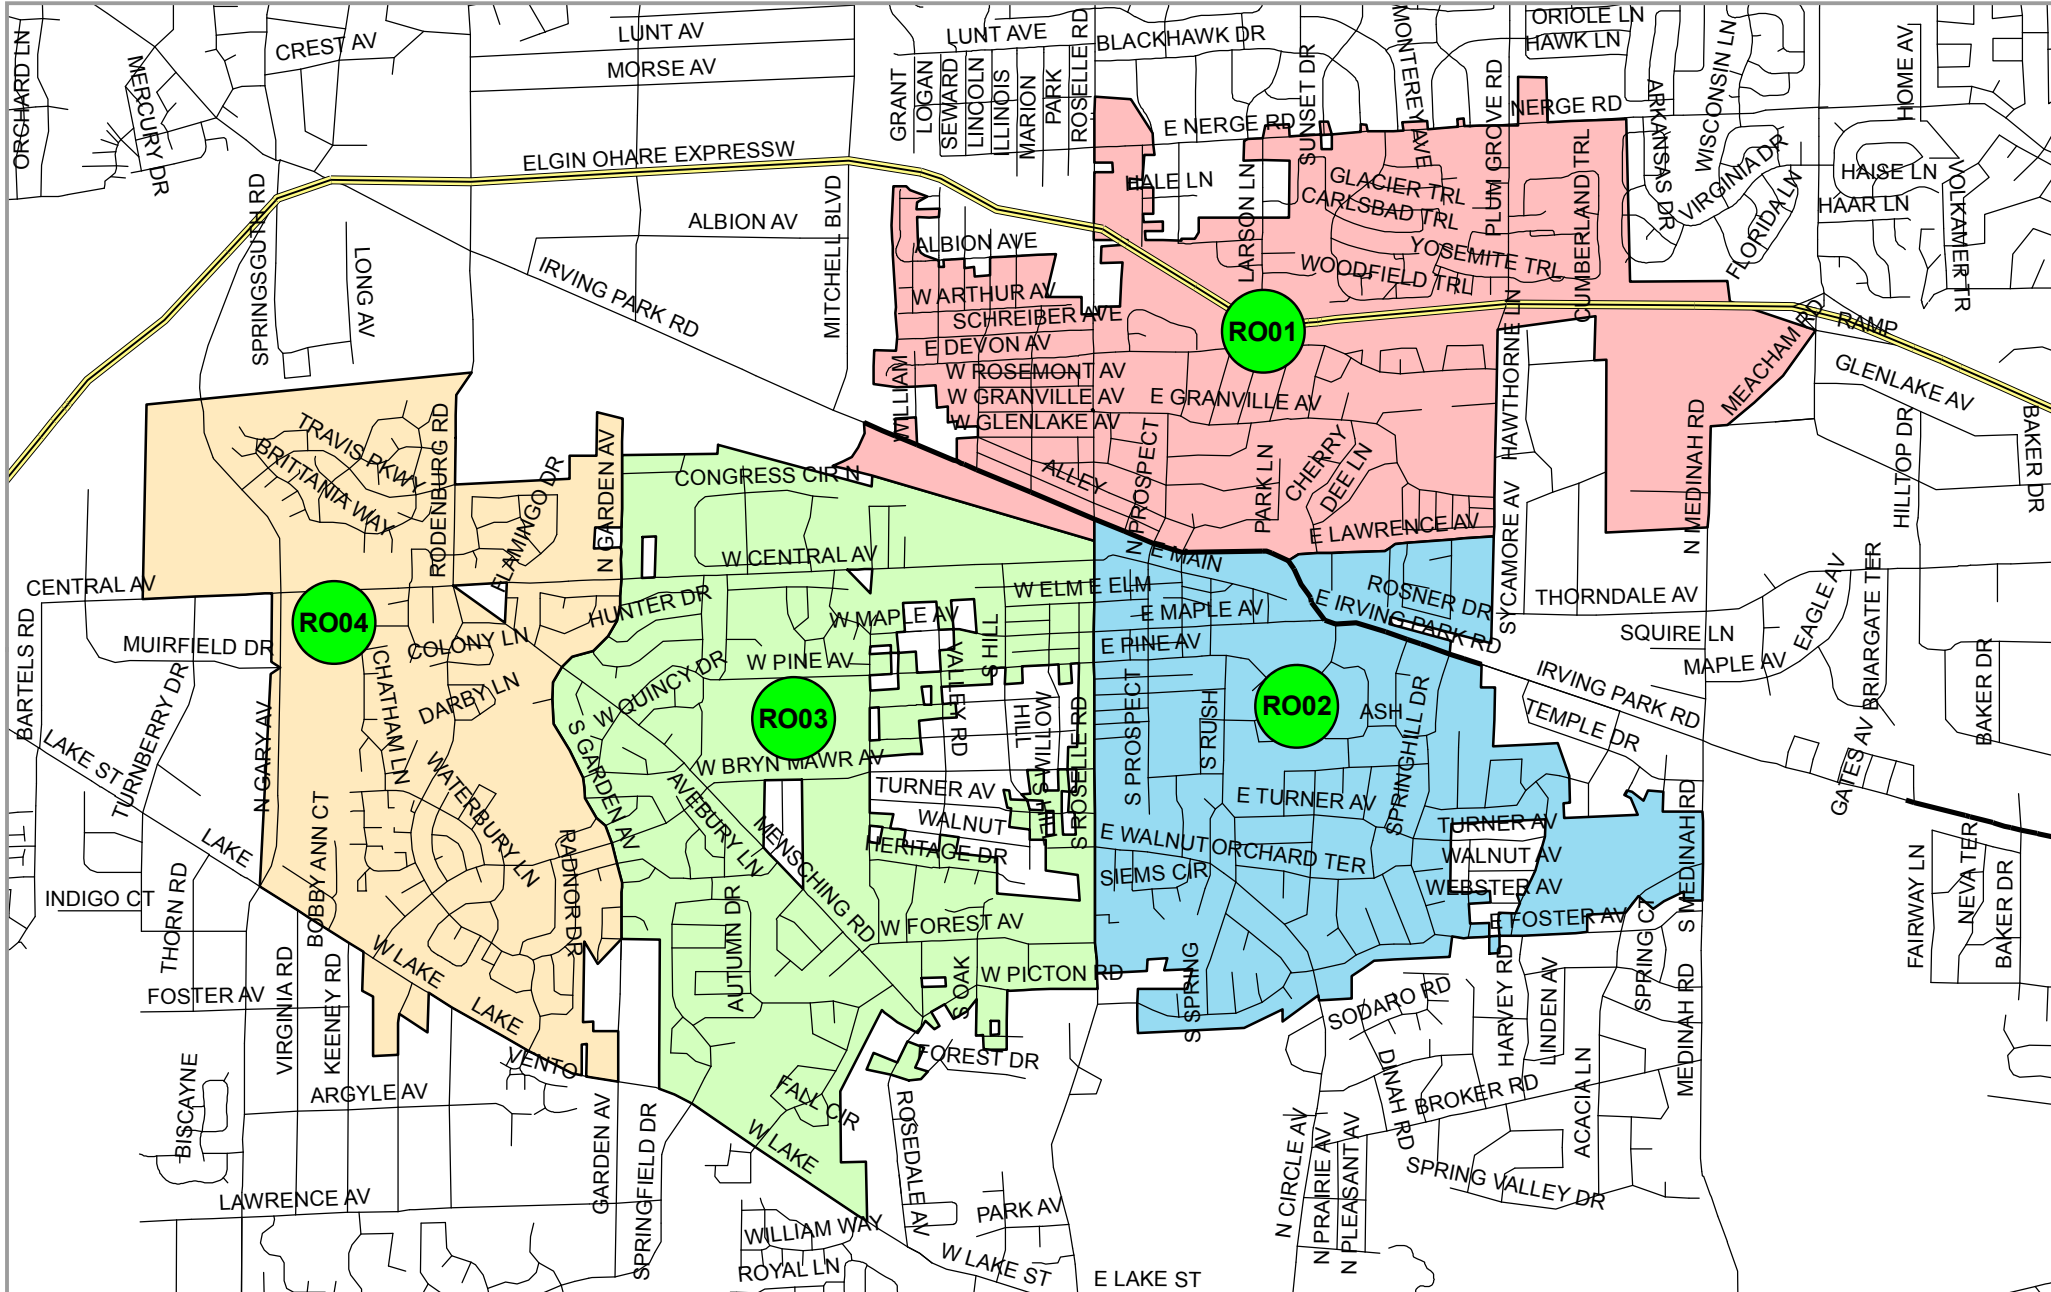 ORCHARD LN
MERCURY DR
CREST AV
LUNT AV
MORSE AV
LUNT AVE
GRANT
LOGAN
SEWARD
LINCOLN
ILLINOIS
MARION
PARK
ROSELLE RD
BLACKHAWK DR
SUNSET DR
MONTEREY AVE
PLUM GROVE RD
ORIOLE LN
HAWK LN
NERGE RD
E NERGE RD
ARKANSAS DR
WISCONSIN LN
VIRGINIA DR
FLORIDA LN
HOME AV
HAISE LN
HAAR LN
VOLKAMER TR
ELGIN OHARE EXPRESSW
SPRINGSGUTH RD
LONG AV
ALBION AV
MITCHELL BLVD
IRVING PARK RD
HALE LN
LARSON LN
GLACIER TRL
CARLSBAD TRL
YOSEMITE TRL
WOODFIELD TRL
CUMBERLAND TRL
ALBION AVE
W ARTHUR AV
SCHREIBER AVE
E DEVON AV
W ROSEMONT AV
W GRANVILLE AV
W GLENLAKE AV
WILLIAM
E GRANVILLE AV
RO01
HAWTHORNE LN
MEACHAM RD
RAMP
GLENLAKE AV
BAKER DR
HILLTOP DR
N MEDINAH RD
SYCAMORE AV
TRAVIS PKWY
BRITTANIA WAY
RODENBURG RD
FLAMINGO DR
N GARDEN AV
CONGRESS CIR N
ALLEY
N PROSPECT
PARK LN
CHERRY
DEE LN
E LAWRENCE AV
CENTRAL AV
W CENTRAL AV
E MAIN
W ELM
E ELM
ROSNER DR
E IRVING PARK RD
E MAPLE AV
E PINE AV
THORNDALE AV
SQUIRE LN
MAPLE AV
EAGLE AV
BRIARGATE TER
BARTELS RD
MUIRFIELD DR
TURNBERRY DR
RO04
HUNTER DR
COLONY LN
CHATHAM LN
DARBY LN
W MAPLE AV
W PINE AV
W QUINCY DR
VALLEY RD
S HILL
HILL
WILLOW
S HILL
S ROSELLE RD
RO03
S PROSPECT
S RUSH
RO02
ASH
SPRINGHILL DR
IRVING PARK RD
TEMPLE DR
BAKER DR
GATES AV
LAKE ST
LAKE
N GARY AV
BOBBY ANN CT
WATERBURY LN
RADNOR DR
S GARDEN AV
W BRYN MAWR AV
AVEBURY LN
MENSCHING RD
TURNER AV
WALNUT
HERITAGE DR
E TURNER AV
E WALNUT
ORCHARD TER
SIEMS CIR
TURNER AV
WALNUT AV
WEBSTER AV
E FOSTER AV
S MEDINAH RD
INDIGO CT
THORN RD
FOSTER AV
VIRGINIA RD
KEENEY RD
W LAKE
LAKE
VENTO
AUTUMN DR
W FOREST AV
W PICTON RD
S OAK
FOREST DR
S SPRING
SODARO RD
HARVEY RD
LINDEN AV
SPRING CT
MEDINAH RD
FAIRWAY LN
NEVA TER
BAKER DR
BISCAYNE
ARGYLE AV
GARDEN AV
SPRINGFIELD DR
FALL CIR
W LAKE
ROSEDALE AV
DINAH RD
BROKER RD
ACACIA LN
N CIRCLE AV
N PRAIRIE AV
N PLEASANT AV
SPRING VALLEY DR
LAWRENCE AV
WILLIAM WAY
ROYAL LN
PARK AV
W LAKE ST
E LAKE ST